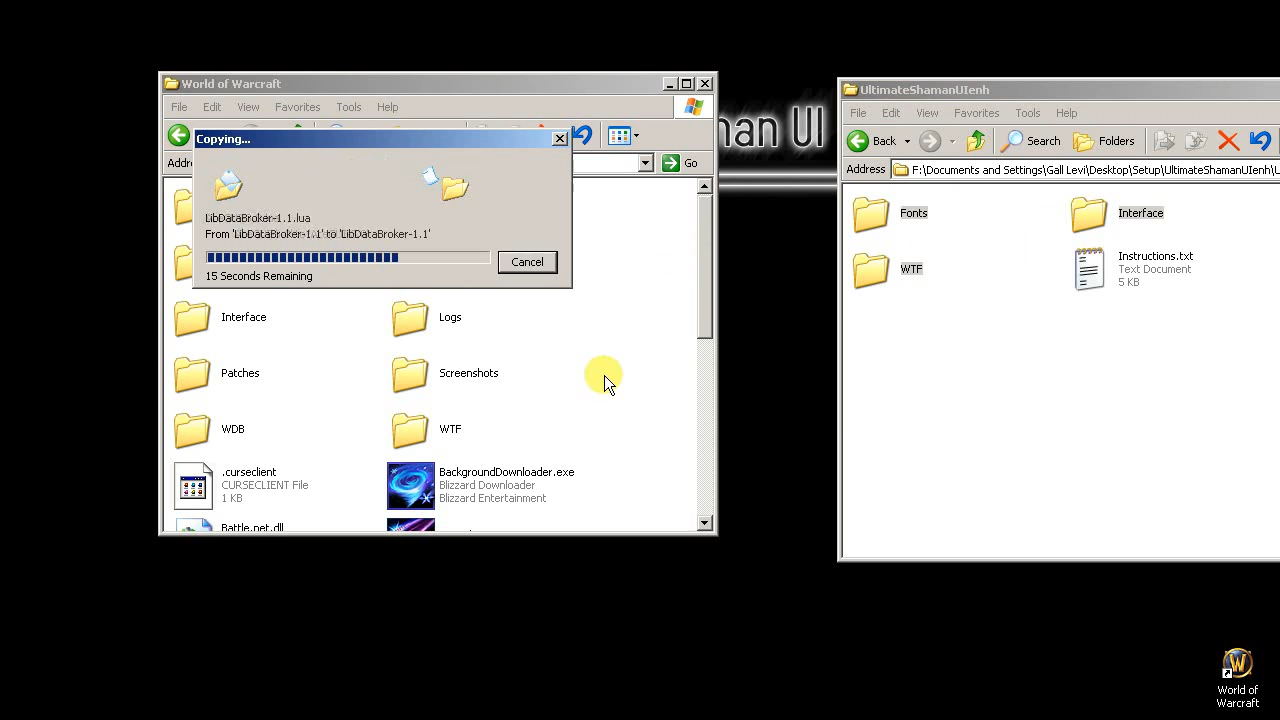 World of Warcraft
File Edit View Favorites Tools Help
Copying...
Addre
Go
LibDataBroker-1.1.lua
From 'LibDataBroker-1.1' to 'LibDataBroker-1.1'
Cancel
15 Seconds Remaining
Interface
Logs
Patches
Screenshots
WDB
WTF
.curseclient
CURSECLIENT File
1 KB
BackgroundDownloader.exe
Blizzard Downloader
Blizzard Entertainment
Battle.net.dll
man UI
UltimateShamanUIenh
File Edit View Favorites Tools Help
Back Search Folders
Address F:\Documents and Settings\Gall Levi\Desktop\Setup\UltimateShamanUIenh\U
Fonts
Interface
WTF
Instructions.txt
Text Document
5 KB
World of
Warcraft